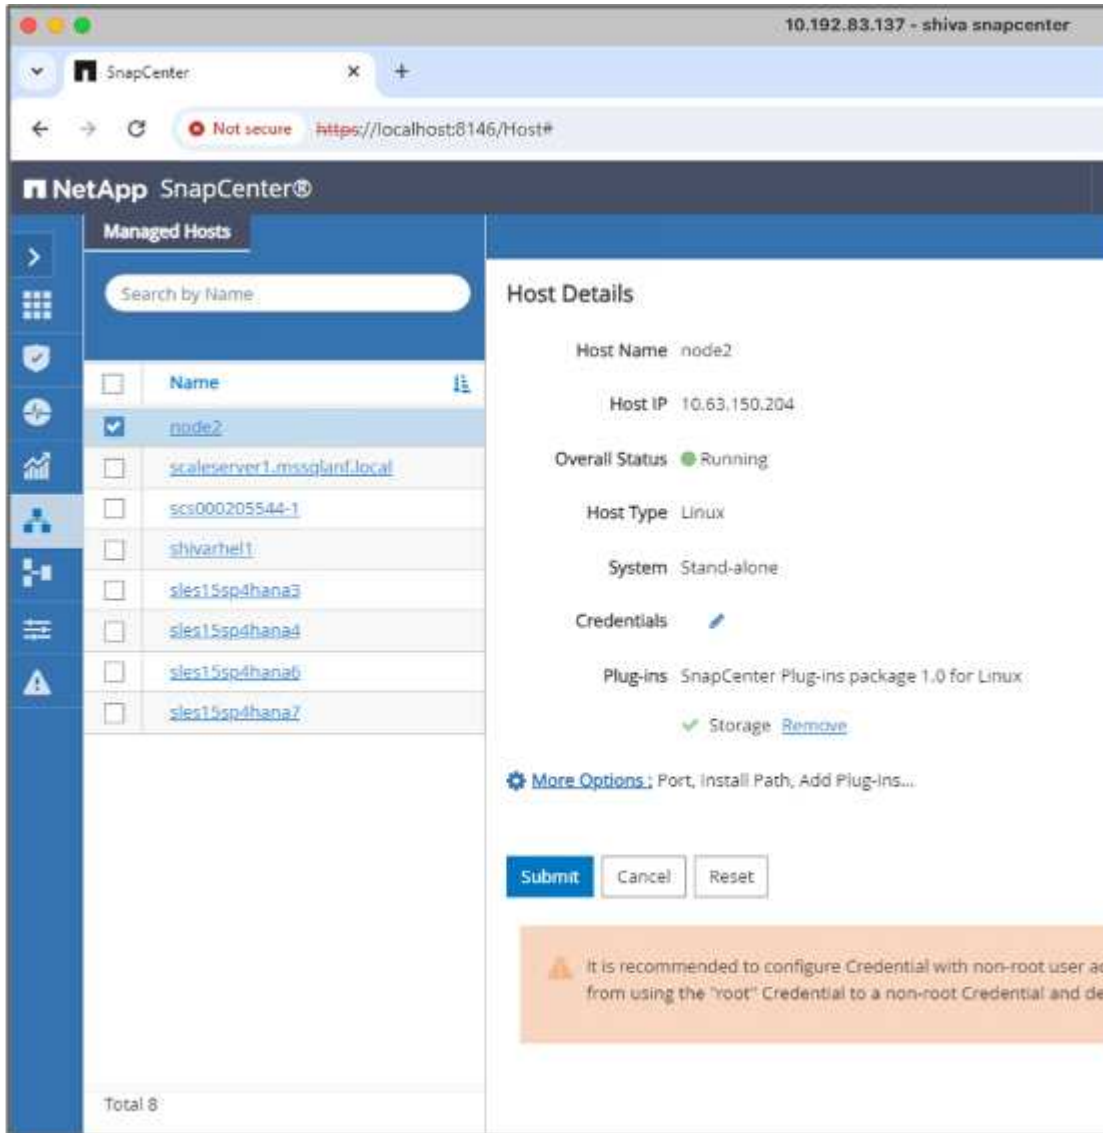 10.192.83.137 - shiva snapcenter
SnapCenter
Not secure https://localhost:8146/Host#
NetApp SnapCenter®
Managed Hosts
Search by Name
Name
node2
scaleserver1.mssqlanf.local
scs000205544-1
shivarhel1
sles15sp4hana3
sles15sp4hana4
sles15sp4hana6
sles15sp4hana7
Total 8
Host Details
Host Name node2
Host IP 10.63.150.204
Overall Status Running
Host Type Linux
System Stand-alone
Credentials
Plug-ins SnapCenter Plug-ins package 1.0 for Linux
Storage Remove
More Options : Port, Install Path, Add Plug-Ins...
Submit Cancel Reset
It is recommended to configure Credential with non-root user ac
from using the "root" Credential to a non-root Credential and de